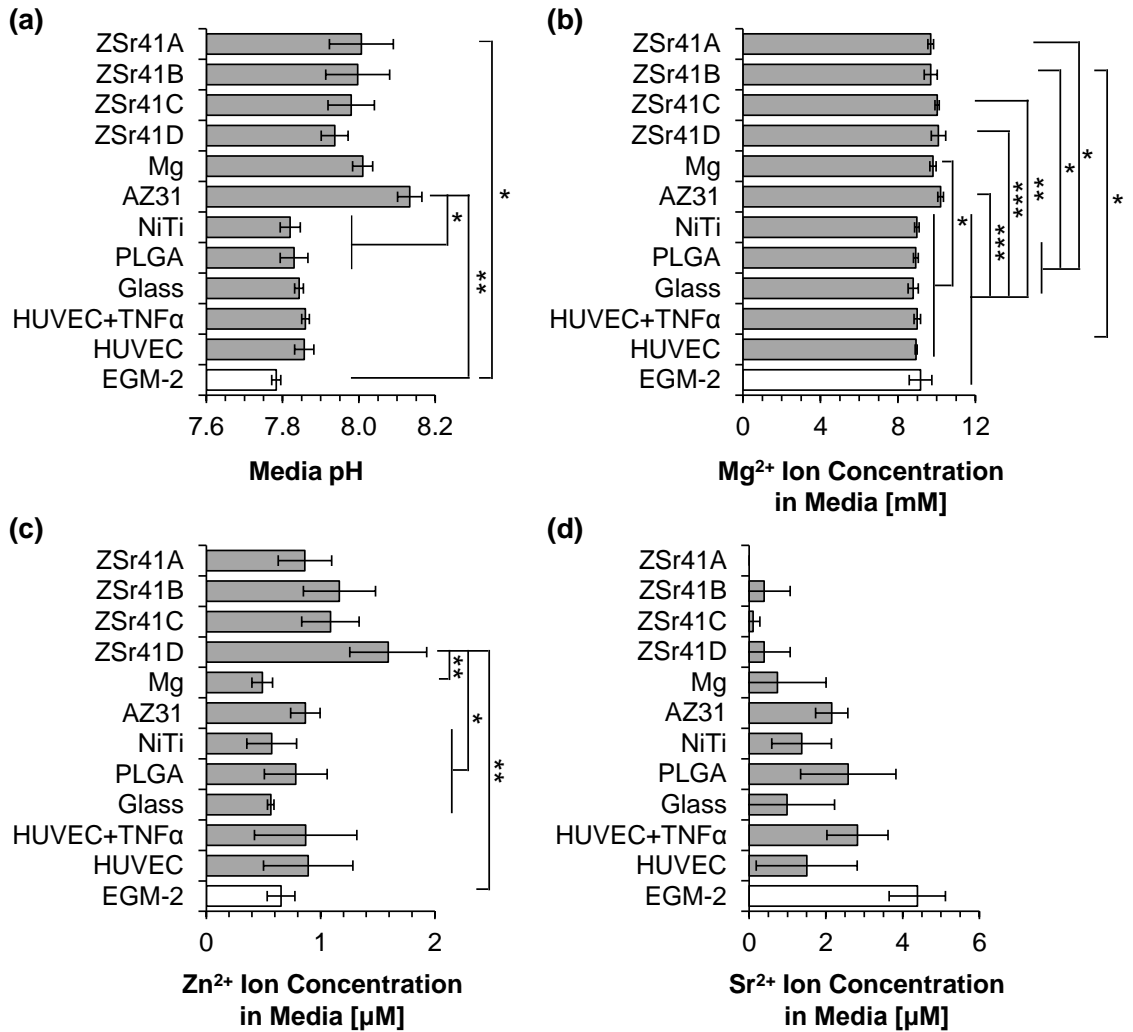 (a)
ZSr41A
ZSr41B
ZSr41C
ZSr41D
Mg
AZ31
NiTi
PLGA
Glass
HUVEC+TNFα
HUVEC
EGM-2
*
*
**
7.6 7.8 8.0 8.2
Media pH
(b)
ZSr41A
ZSr41B
ZSr41C
ZSr41D
Mg
AZ31
NiTi
PLGA
Glass
HUVEC+TNFα
HUVEC
EGM-2
*
***
***
**
*
*
*
0 4 8 12
Mg²⁺ Ion Concentration
in Media [mM]
(c)
ZSr41A
ZSr41B
ZSr41C
ZSr41D
Mg
AZ31
NiTi
PLGA
Glass
HUVEC+TNFα
HUVEC
EGM-2
**
*
**
0 1 2
Zn²⁺ Ion Concentration
in Media [µM]
(d)
ZSr41A
ZSr41B
ZSr41C
ZSr41D
Mg
AZ31
NiTi
PLGA
Glass
HUVEC+TNFα
HUVEC
EGM-2
0 2 4 6
Sr²⁺ Ion Concentration
in Media [µM]